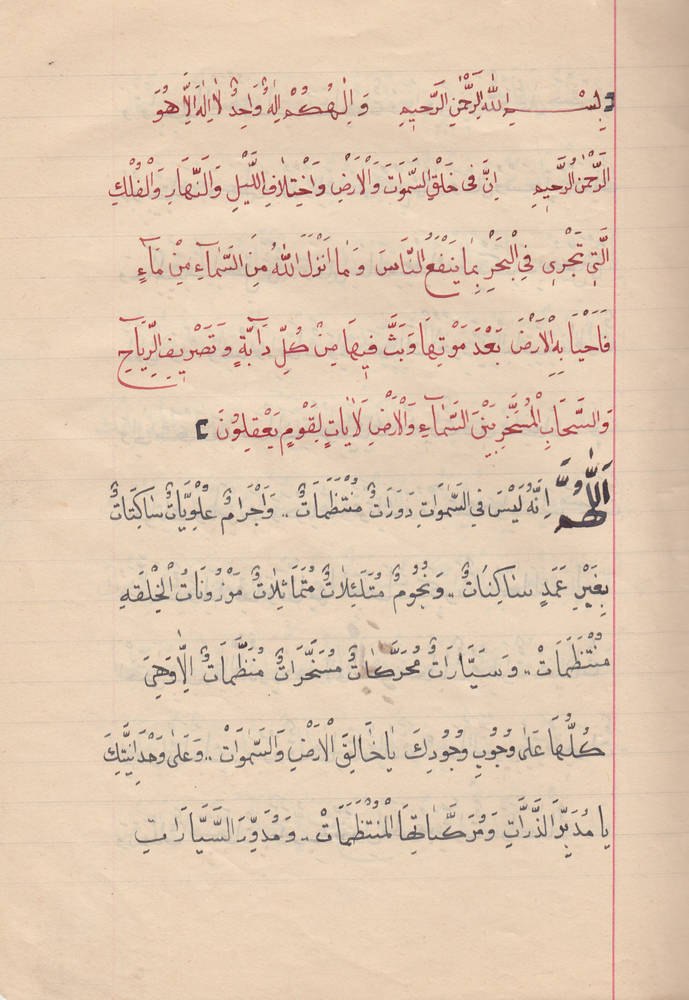 بِسْمِ اللّٰهِ الرَّحْمٰنِ الرَّحِيمِ وَاِلٰهُكُمْ اِلٰهٌ وَاحِدٌ لَا اِلٰهَ اِلَّا هُوَ
الرَّحْمٰنُ الرَّحِيمِ اِنَّ فِى خَلْقِ السَّمٰوَاتِ وَالْاَرْضِ وَاخْتِلَافِ اللَّيْلِ وَالنَّهَارِ وَالْفُلْكِ
الَّتِى تَجْرِى فِى الْبَحْرِ بِمَا يَنْفَعُ النَّاسَ وَمَا اَنْزَلَ اللّٰهُ مِنَ السَّمَاءِ مِنْ مَاءٍ
فَاَحْيَا بِهِ الْاَرْضَ بَعْدَ مَوْتِهَا وَبَثَّ فِيهَا مِنْ كُلِّ دَابَّةٍ وَتَصْرِيفِ الرِّيَاحِ
وَالسَّحَابِ الْمُسَخَّرِ بَيْنَ السَّمَاءِ وَالْاَرْضِ لَاٰيَاتٍ لِقَوْمٍ يَعْقِلُونَ
اَللّٰهُمَّ اِنَّهُ لَيْسَ فِى السَّمٰوَاتِ دَوَرَاتٌ مُنْتَظَمَاتٌ .. وَاَجْرَامٌ عُلْوِيَّاتٌ سَاكِتَاتٌ
بِغَيْرِ عَمَدٍ سَاكِنَاتٌ .. وَنُجُومٌ مُتَلَئْلِئَاتٌ مُتَمَاثِلَاتٌ مَوْزُونَاتُ الْخِلْقَهِ
مُنْتَظَمَاتْ .. وَسَيَّارَاتٌ مُحَرَّكَاتٌ مُسَخَّرَاتٌ مُنَظَّمَاتٌ اِلَّا وَهِىَ
كُلُّهَا عَلٰى وُجُوبِ وُجُودِكَ يَا خَالِقَ الْاَرْضِ وَالسَّمٰوَاتْ .. وَعَلٰى وَحْدَانِيَّتِكَ
يَا مُدَبِّرَ الذَّرَّاتِ وَمُرَكَّبَاتِهَا الْمُنْتَظَمَاتْ .. وَمُدَوِّرَ السَّيَّارَاتِ